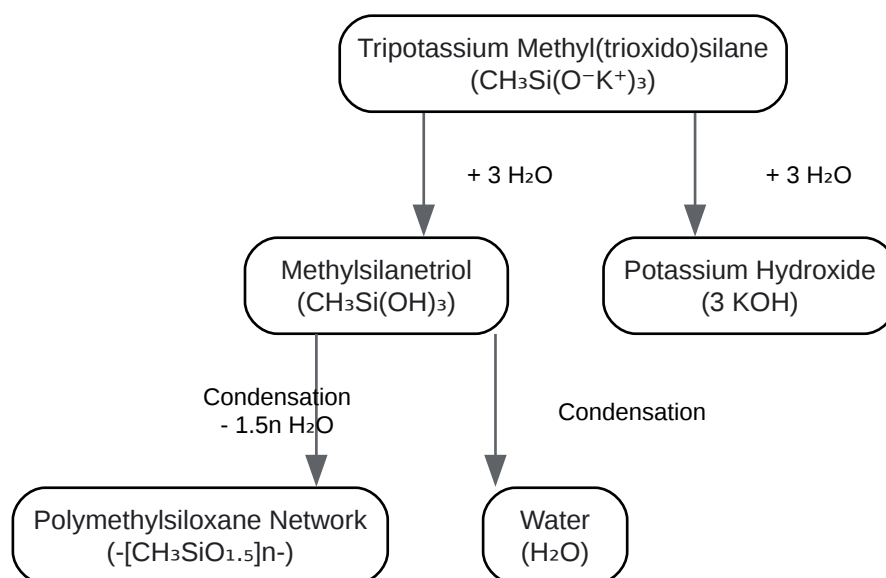 Tripotassium Methyl(trioxido)silane
(CH₃Si(O⁻K⁺)₃)
+ 3 H₂O
+ 3 H₂O
Methylsilanetriol
(CH₃Si(OH)₃)
Potassium Hydroxide
(3 KOH)
Condensation
- 1.5n H₂O
Condensation
Polymethylsiloxane Network
(-[CH₃SiO₁.₅]n-)
Water
(H₂O)